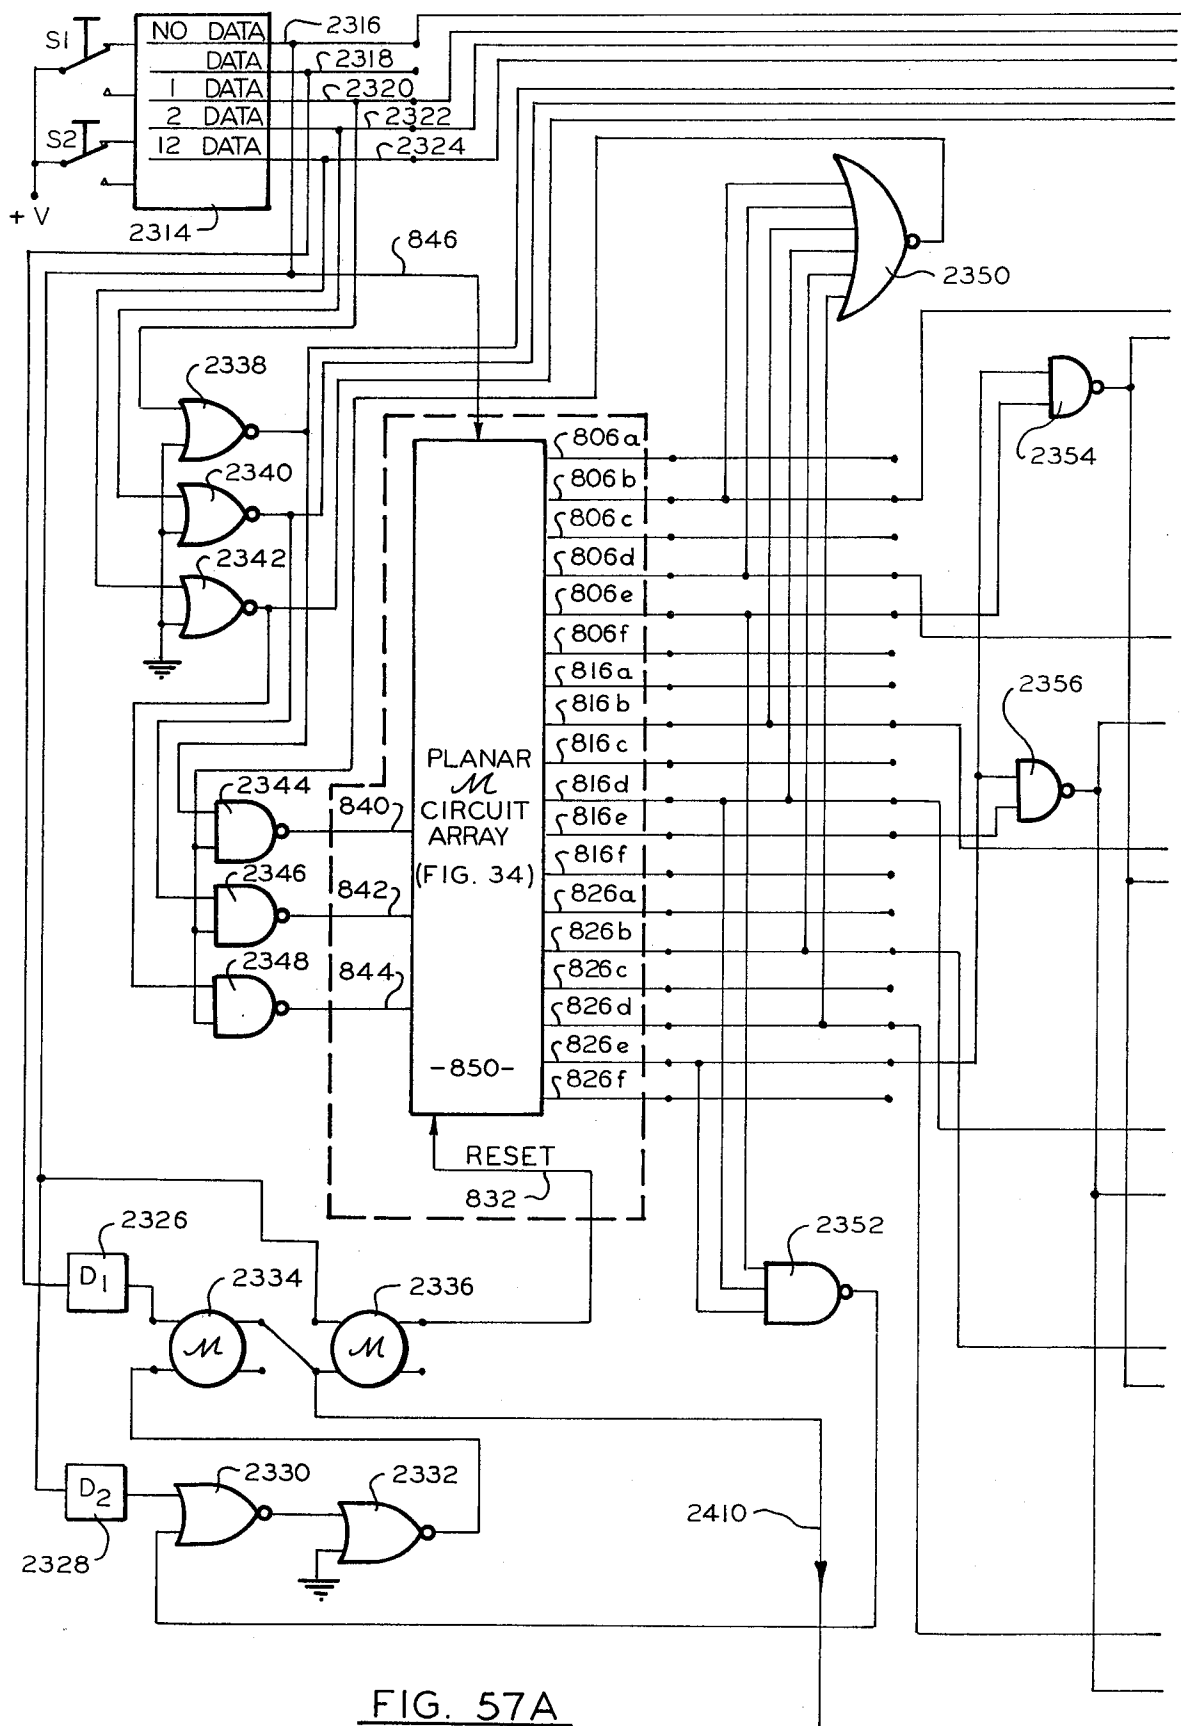 S1
NO DATA
2316
DATA
2318
1 DATA
2320
2 DATA
2322
S2
12 DATA
2324
+ V
2314
846
2350
2338
2354
2340
2342
806a
806b
806c
806d
806e
806f
816a
816b
816c
816d
816e
816f
826a
826b
826c
826d
826e
826f
2356
PLANAR
M
CIRCUIT
ARRAY
(FIG. 34)
-850-
2344
840
2346
842
2348
844
RESET
832
2326
D1
2334
M
2336
M
2352
2330
2332
D2
2328
2410
FIG. 57A